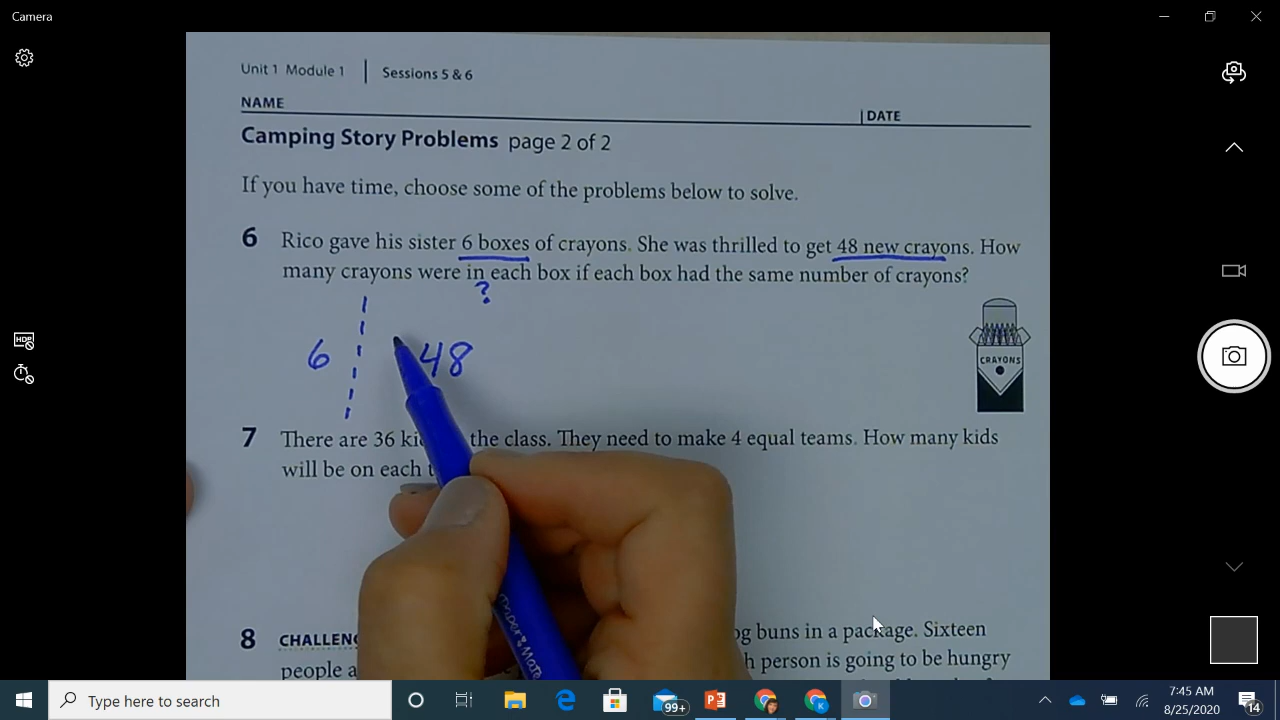 Camera
Unit 1 Module 1 Sessions 5 & 6
NAME
DATE
Camping Story Problems page 2 of 2
If you have time, choose some of the problems below to solve.
6 Rico gave his sister 6 boxes of crayons. She was thrilled to get 48 new crayons. How
many crayons were in each box if each box had the same number of crayons?
?
6 48
CRAYONS
7 There are 36 the class. They need to make 4 equal teams. How many kids
will be on each
8 buns in a package. Sixteen
people person is going to be hungry
Type here to search
99+
7:45 AM
8/25/2020
14